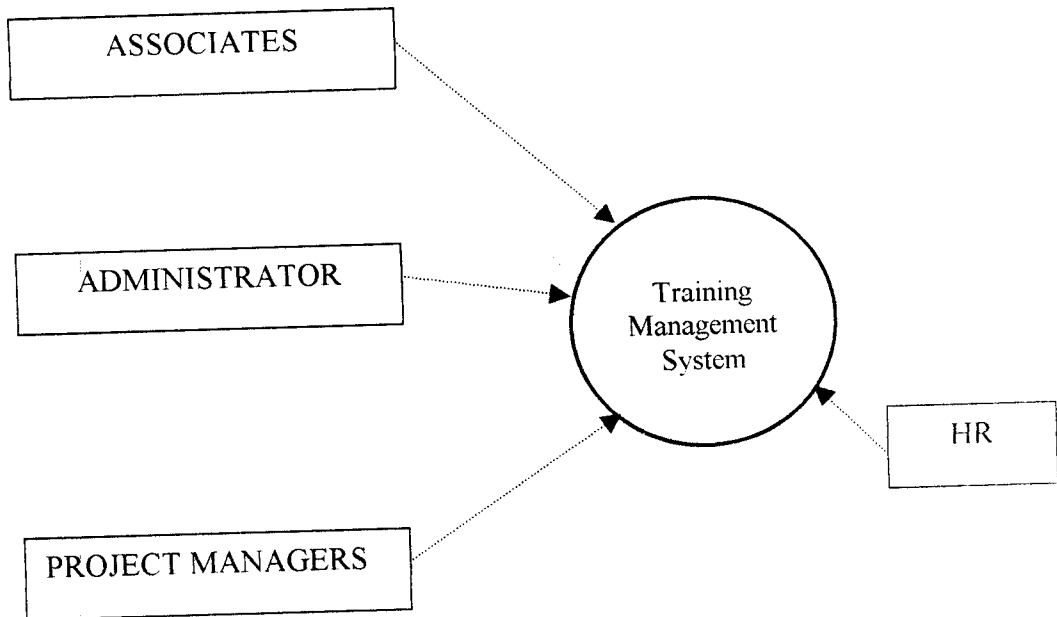 ASSOCIATES
ADMINISTRATOR
Training
Management
System
HR
PROJECT MANAGERS